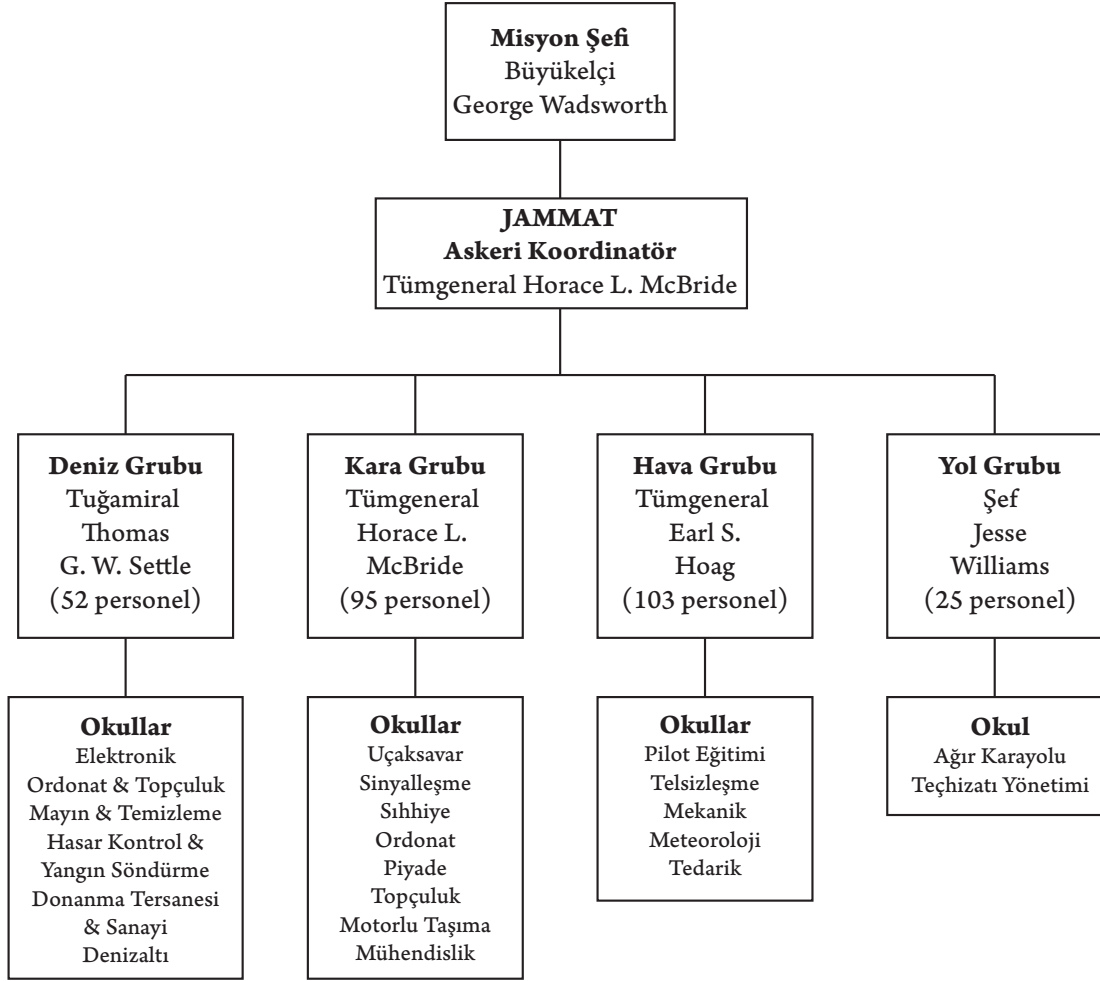 Misyon Şefi
Büyükelçi
George Wadsworth
JAMMAT
Askeri Koordinatör
Tümgeneral Horace L. McBride
Deniz Grubu
Tuğamiral
Thomas
G. W. Settle
(52 personel)
Kara Grubu
Tümgeneral
Horace L.
McBride
(95 personel)
Hava Grubu
Tümgeneral
Earl S.
Hoag
(103 personel)
Yol Grubu
Şef
Jesse
Williams
(25 personel)
Okullar
Elektronik
Ordonat & Topçuluk
Mayın & Temizleme
Hasar Kontrol &
Yangın Söndürme
Donanma Tersanesi
& Sanayi
Denizaltı
Okullar
Uçaksavar
Sinyalleşme
Sıhhiye
Ordonat
Piyade
Topçuluk
Motorlu Taşıma
Mühendislik
Okullar
Pilot Eğitimi
Telsizleşme
Mekanik
Meteoroloji
Tedarik
Okul
Ağır Karayolu
Teçhizatı Yönetimi